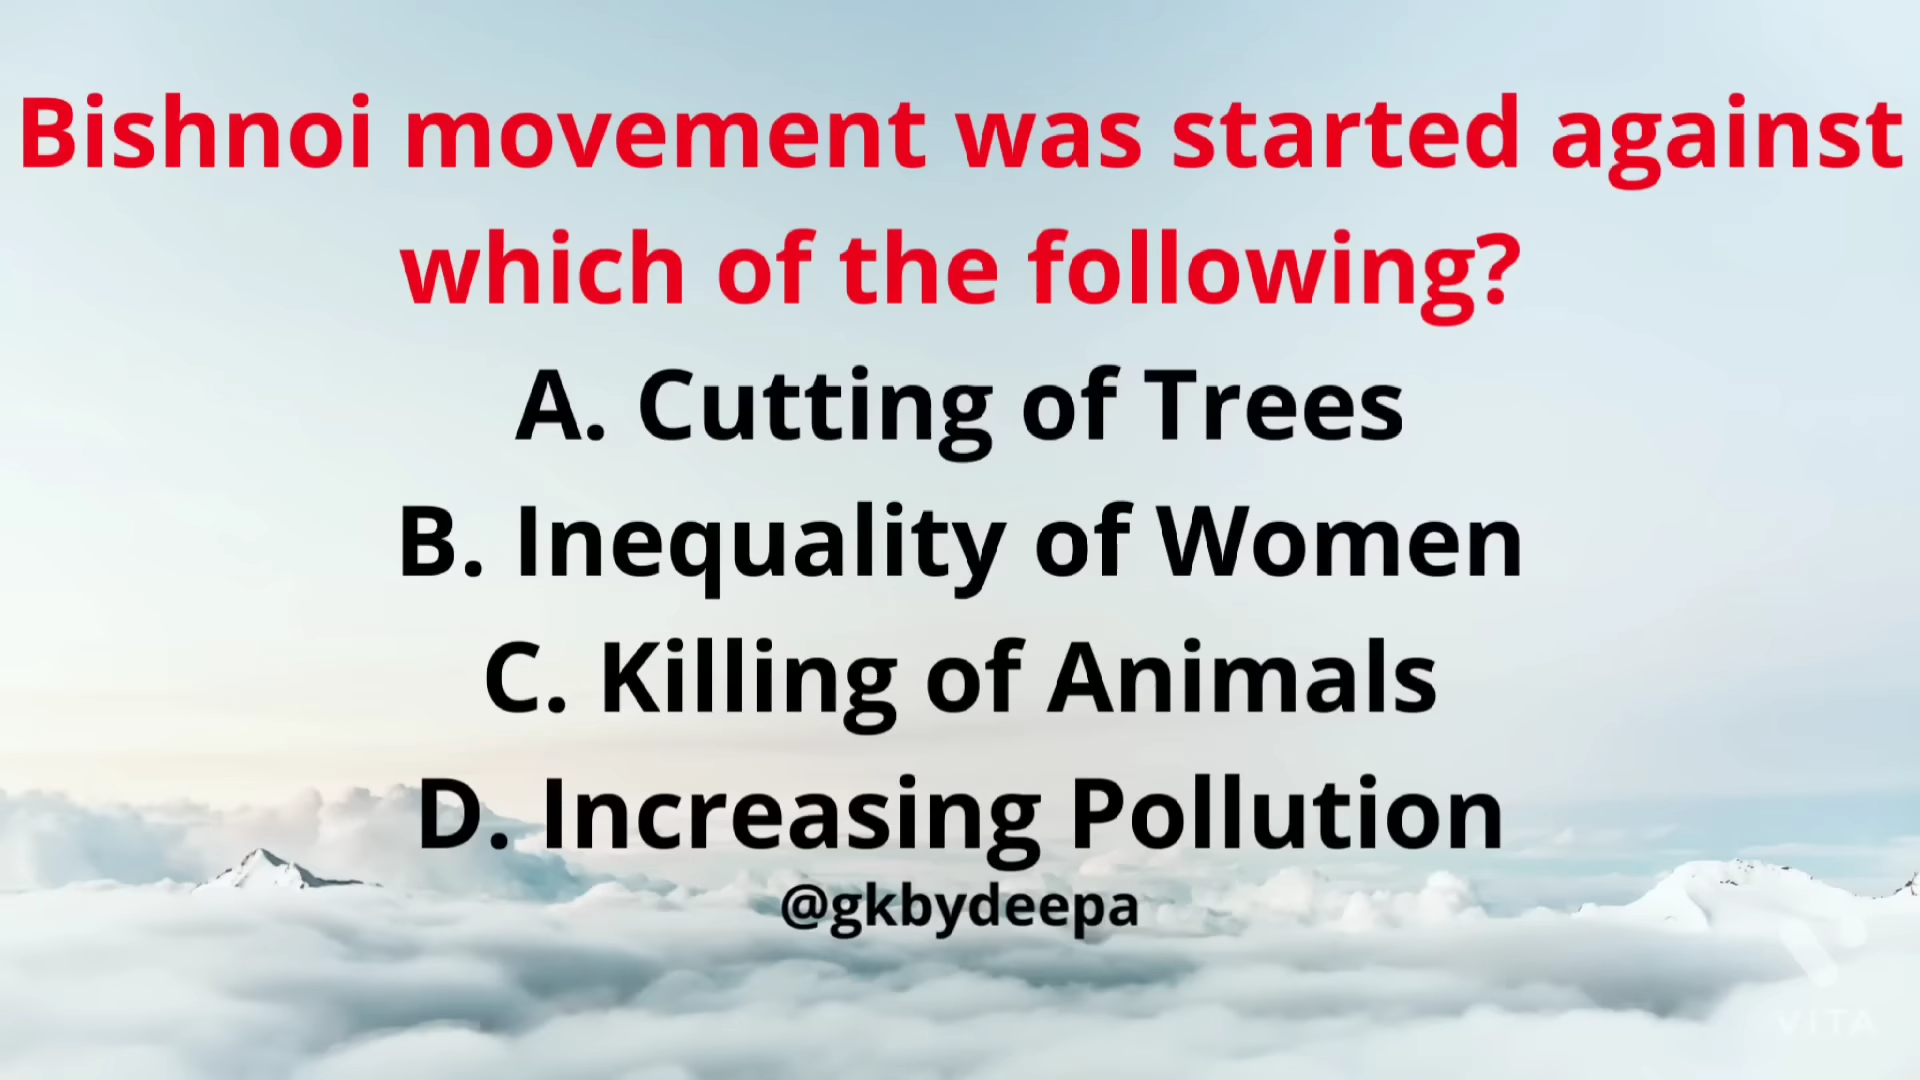 Bishnoi movement was started against
which of the following?
A. Cutting of Trees
B. Inequality of Women
C. Killing of Animals
D. Increasing Pollution
@gkbydeepa
VITA